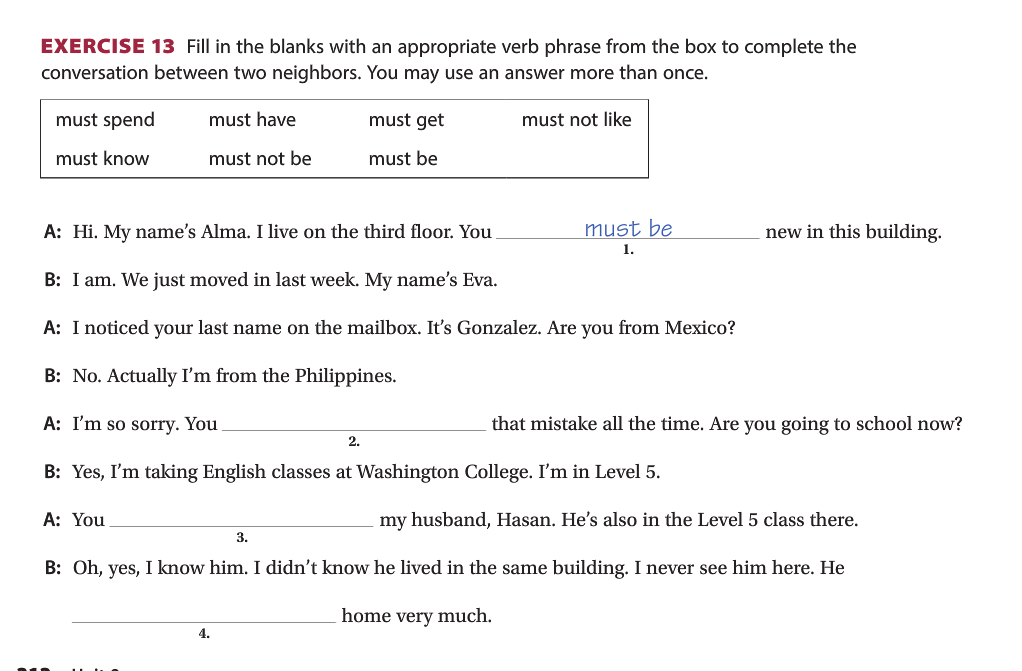 EXERCISE 13 Fill in the blanks with an appropriate verb phrase from the box to complete the
conversation between two neighbors. You may use an answer more than once.
must spend must have must get must not like
must know must not be must be
A: Hi. My name's Alma. I live on the third floor. You must be new in this building.
1.
B: I am. We just moved in last week. My name's Eva.
A: I noticed your last name on the mailbox. It's Gonzalez. Are you from Mexico?
B: No. Actually I'm from the Philippines.
A: I'm so sorry. You ____ that mistake all the time. Are you going to school now?
2.
B: Yes, I'm taking English classes at Washington College. I'm in Level 5.
A: You ____ my husband, Hasan. He's also in the Level 5 class there.
3.
B: Oh, yes, I know him. I didn't know he lived in the same building. I never see him here. He
____ home very much.
4.